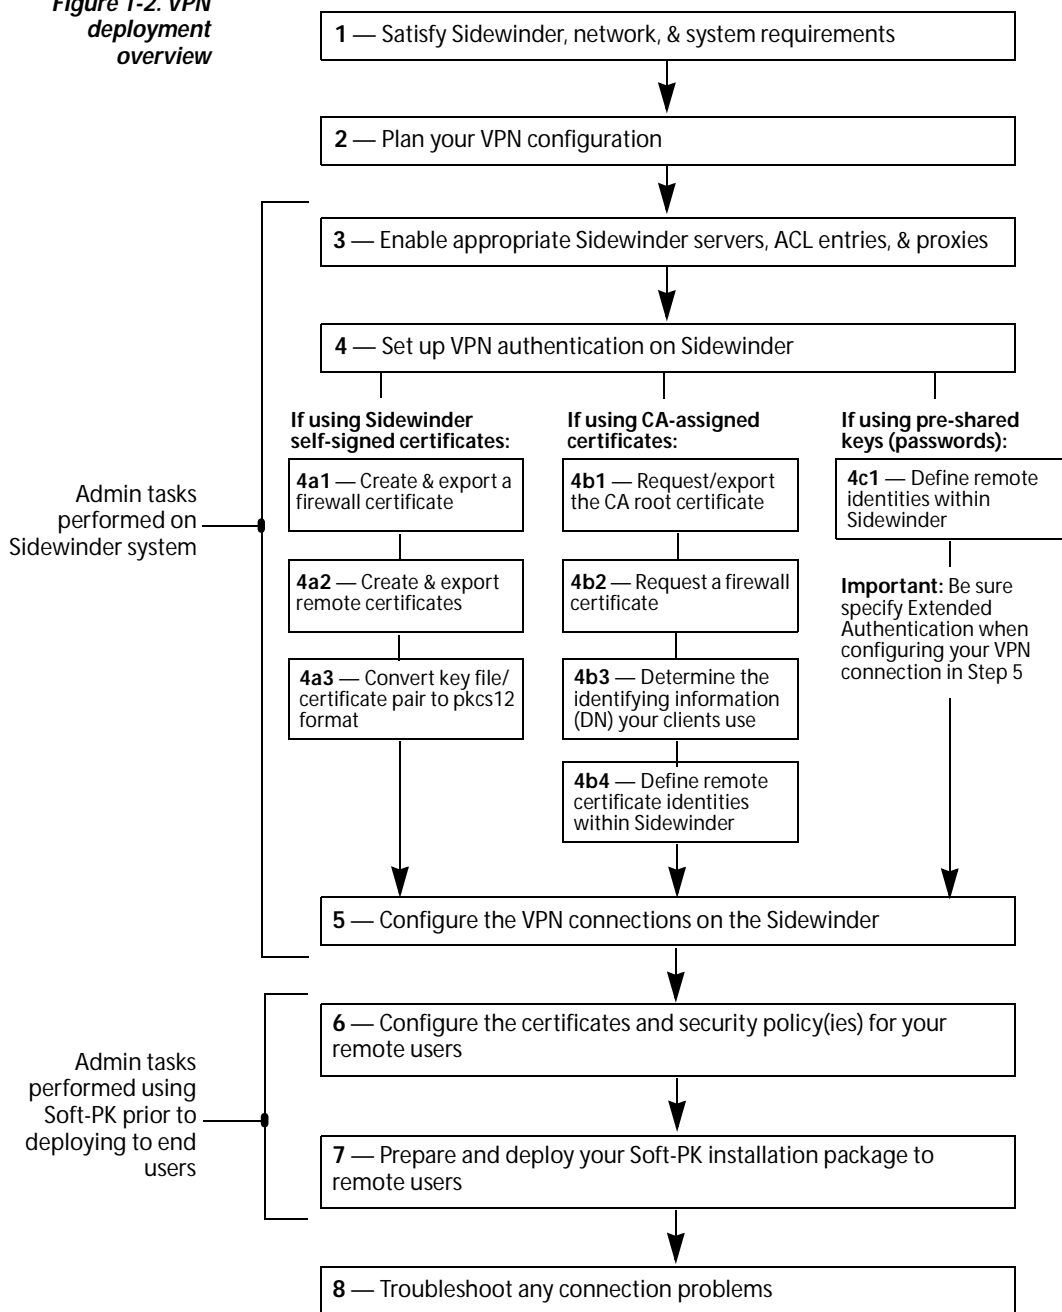 Figure 1-2. VPN
deployment
overview
1 — Satisfy Sidewinder, network, & system requirements
2 — Plan your VPN configuration
3 — Enable appropriate Sidewinder servers, ACL entries, & proxies
4 — Set up VPN authentication on Sidewinder
If using Sidewinder
self-signed certificates:
4a1 — Create & export a
firewall certificate
4a2 — Create & export
remote certificates
4a3 — Convert key file/
certificate pair to pkcs12
format
If using CA-assigned
certificates:
4b1 — Request/export
the CA root certificate
4b2 — Request a firewall
certificate
4b3 — Determine the
identifying information
(DN) your clients use
4b4 — Define remote
certificate identities
within Sidewinder
If using pre-shared
keys (passwords):
4c1 — Define remote
identities within
Sidewinder
Important: Be sure
specify Extended
Authentication when
configuring your VPN
connection in Step 5
Admin tasks
performed on
Sidewinder system
5 — Configure the VPN connections on the Sidewinder
6 — Configure the certificates and security policy(ies) for your
remote users
Admin tasks
performed using
Soft-PK prior to
deploying to end
users
7 — Prepare and deploy your Soft-PK installation package to
remote users
8 — Troubleshoot any connection problems